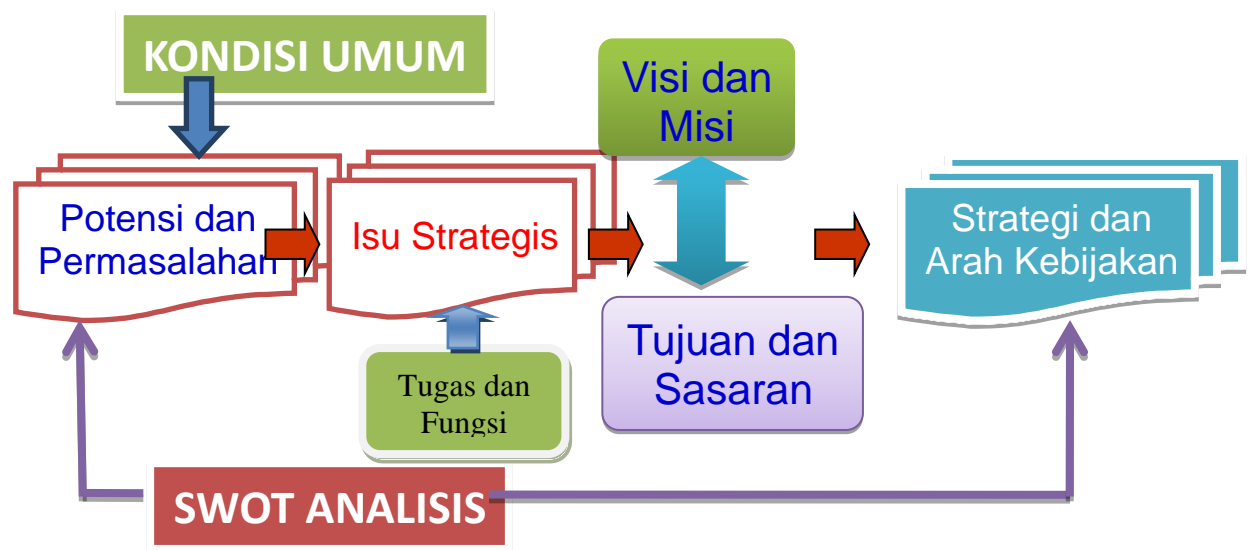 KONDISI UMUM
Visi dan
Misi
Potensi dan
Permasalahan
Isu Strategis
Strategi dan
Arah Kebijakan
Tujuan dan
Sasaran
Tugas dan
Fungsi
SWOT ANALISIS